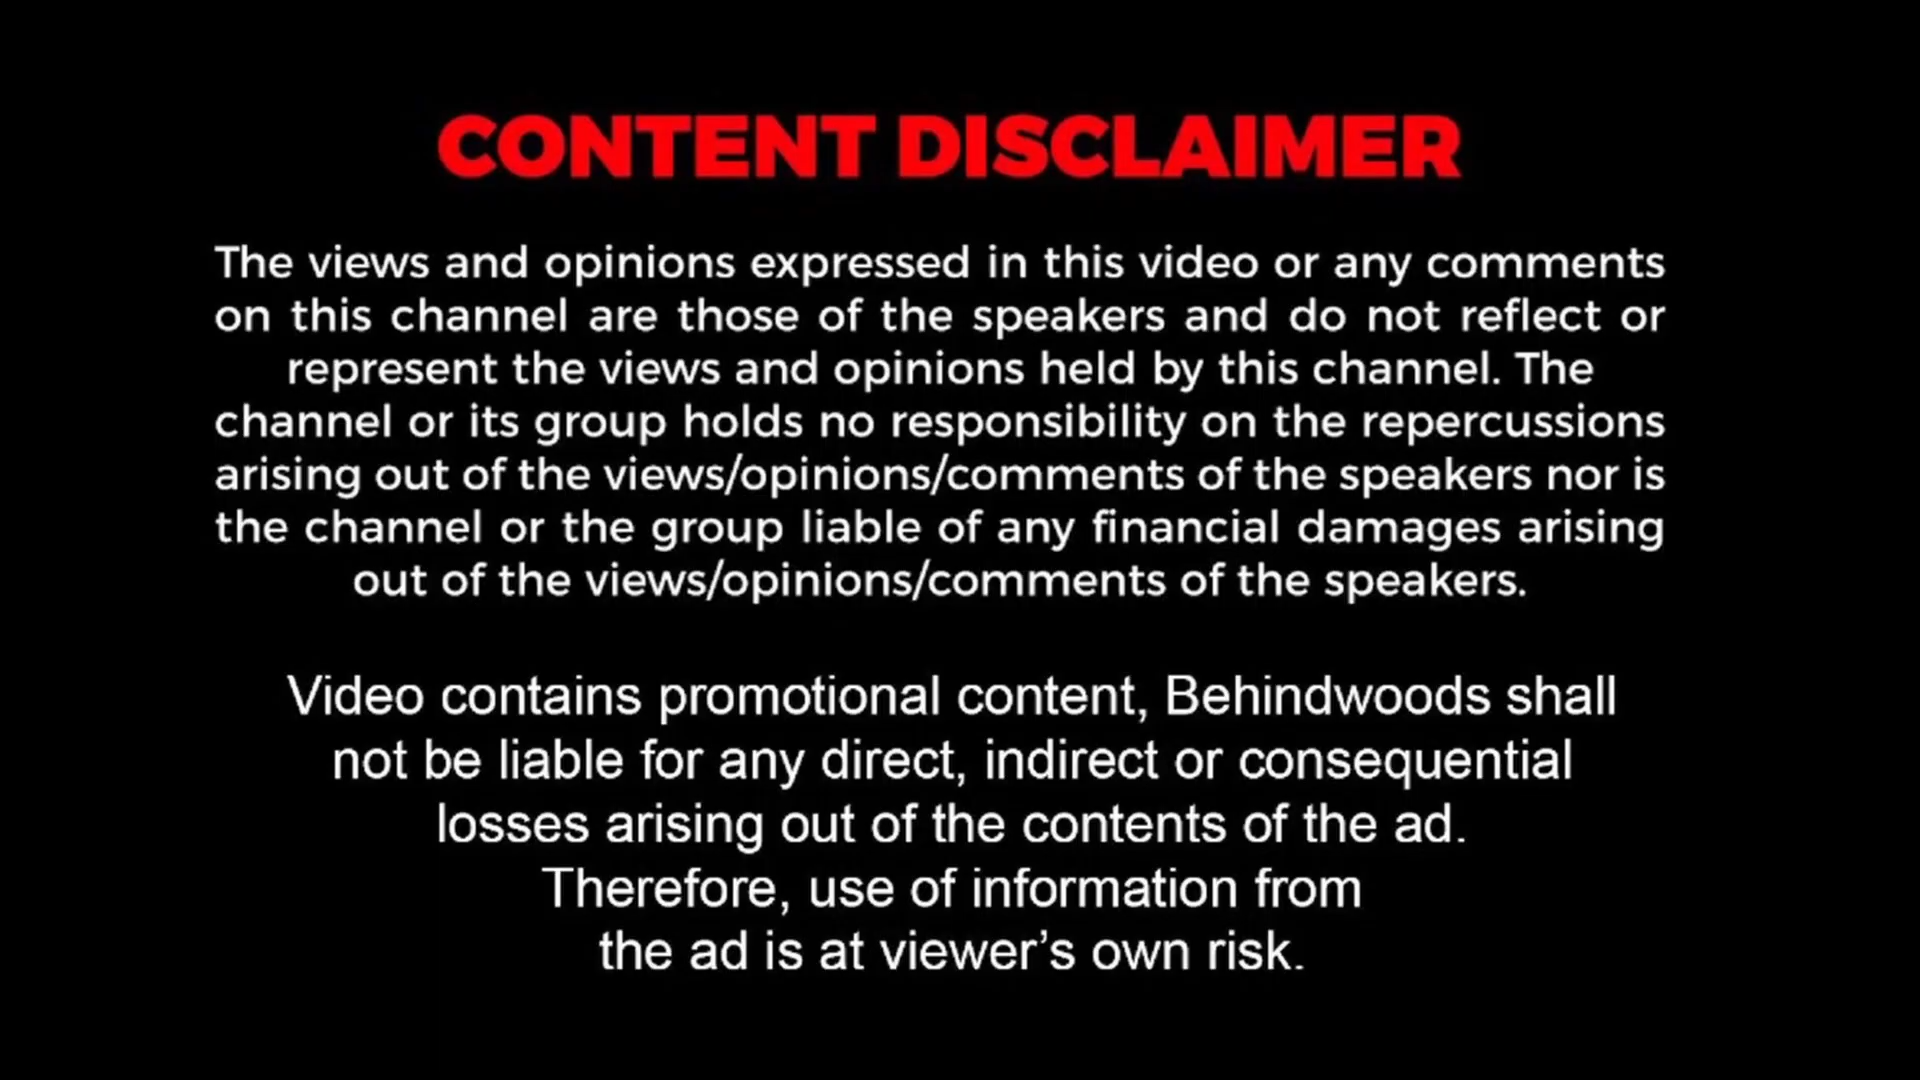 CONTENT DISCLAIMER
The views and opinions expressed in this video or any comments
on this channel are those of the speakers and do not reflect or
represent the views and opinions held by this channel. The
channel or its group holds no responsibility on the repercussions
arising out of the views/opinions/comments of the speakers nor is
the channel or the group liable of any financial damages arising
out of the views/opinions/comments of the speakers.
Video contains promotional content, Behindwoods shall
not be liable for any direct, indirect or consequential
losses arising out of the contents of the ad.
Therefore, use of information from
the ad is at viewer’s own risk.